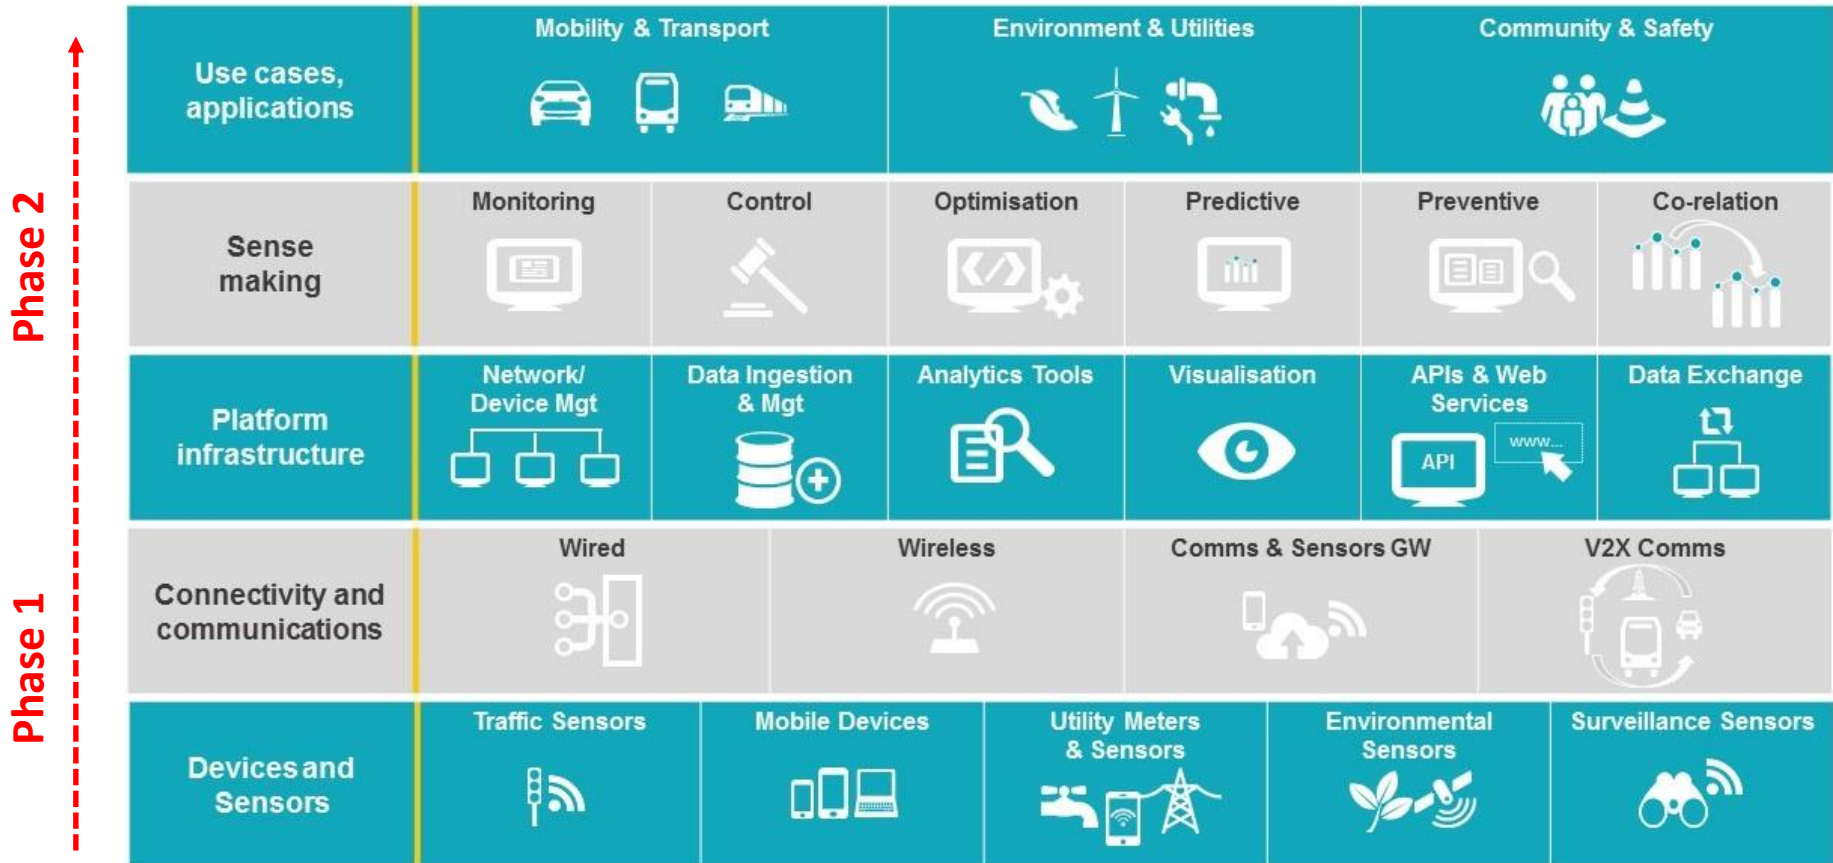 Phase 2
Phase 1
Use cases,
applications
Mobility & Transport
Environment & Utilities
Community & Safety
Sense
making
Monitoring
Control
Optimisation
Predictive
Preventive
Co-relation
Platform
infrastructure
Network/
Device Mgt
Data Ingestion
& Mgt
Analytics Tools
Visualisation
APIs & Web
Services
API
www...
Data Exchange
Connectivity and
communications
Wired
Wireless
Comms & Sensors GW
V2X Comms
Devices and
Sensors
Traffic Sensors
Mobile Devices
Utility Meters
& Sensors
Environmental
Sensors
Surveillance Sensors